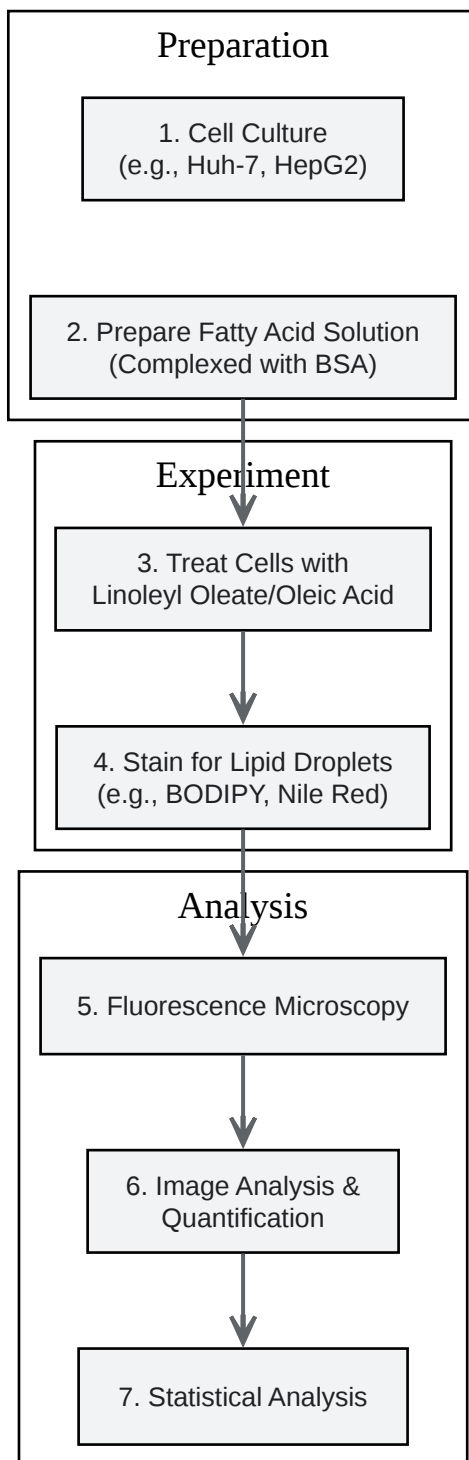 Preparation
1. Cell Culture
(e.g., Huh-7, HepG2)
2. Prepare Fatty Acid Solution
(Complexed with BSA)
Experiment
3. Treat Cells with
Linoleyl Oleate/Oleic Acid
4. Stain for Lipid Droplets
(e.g., BODIPY, Nile Red)
Analysis
5. Fluorescence Microscopy
6. Image Analysis &
Quantification
7. Statistical Analysis